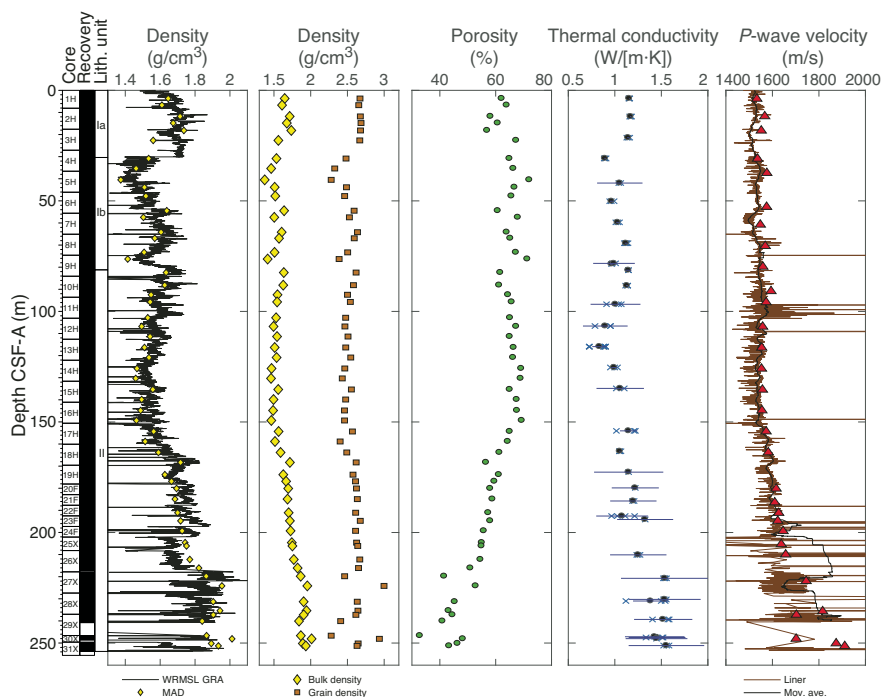 Density
(g/cm³)
Density
(g/cm³)
Porosity
(%)
Thermal conductivity
(W/[m·K])
P-wave velocity
(m/s)
Core
Recovery
Lith. unit
1.4 1.6 1.8 2
1.5 2 2.5 3
40 60 80
0.5 1 1.5 2
1400 1600 1800 2000
Depth CSF-A (m)
0
50
100
150
200
250
1H
2H
3H
4H
5H
6H
7H
8H
9H
10H
11H
12H
13H
14H
15H
16H
17H
18H
19H
20F
21F
22F
23F
24F
25X
26X
27X
28X
29X
30X
31X
Ia
Ib
II
WRMSL GRA
MAD
Bulk density
Grain density
Liner
Mov. ave.